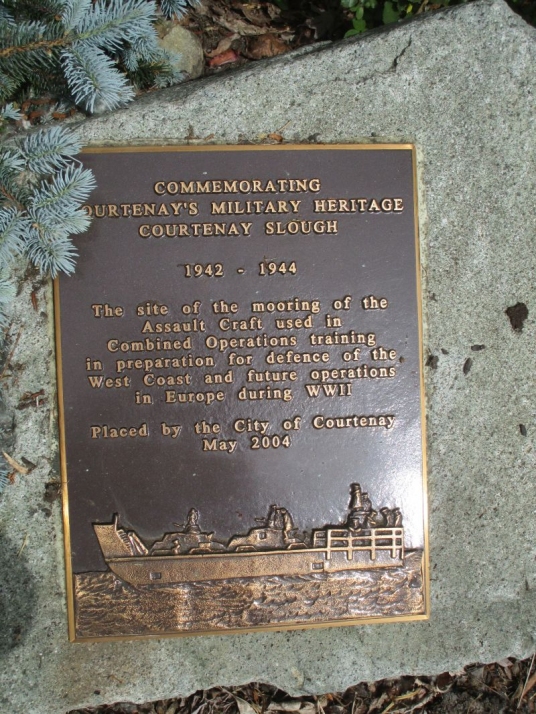 COMMEMORATING
OURTENAY'S MILITARY HERITAGE
COURTENAY SLOUGH
1942 - 1944
The site of the mooring of the
Assault Craft used in
Combined Operations training
in preparation for defence of the
West Coast and future operations
in Europe during WWII
Placed by the City of Courtenay
May 2004